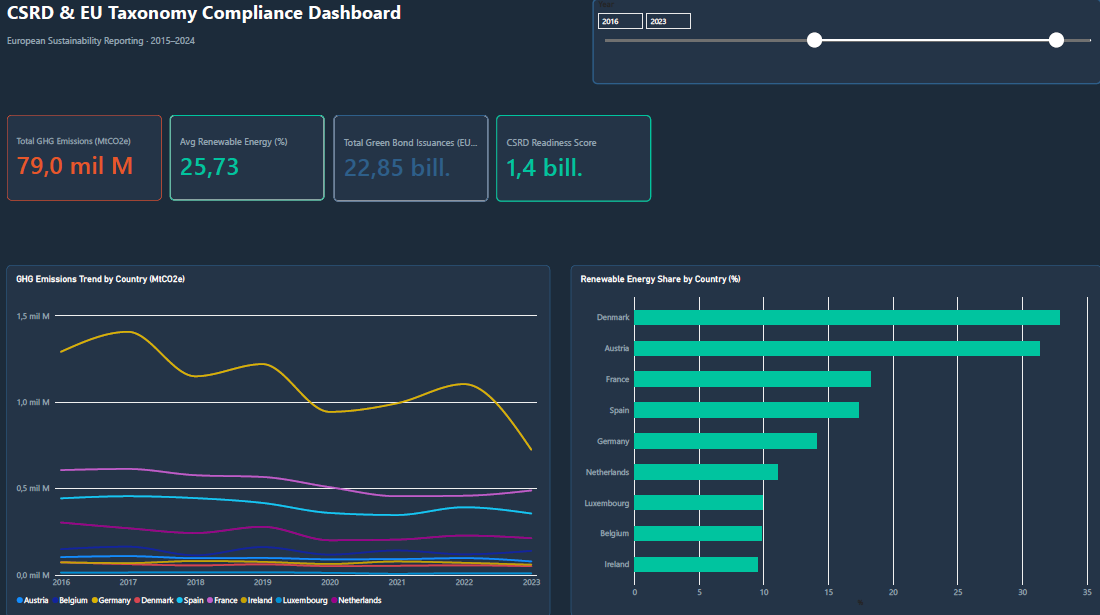 CSRD & EU Taxonomy Compliance Dashboard
European Sustainability Reporting · 2015–2024
Year
2016 2023
Total GHG Emissions (MtCO2e)
79,0 mil M
Avg Renewable Energy (%)
25,73
Total Green Bond Issuances (EU...
22,85 bill.
CSRD Readiness Score
1,4 bill.
GHG Emissions Trend by Country (MtCO2e)
1,5 mil M
1,0 mil M
0,5 mil M
0,0 mil M
2016 2017 2018 2019 2020 2021 2022 2023
Austria Belgium Germany Denmark Spain France Ireland Luxembourg Netherlands
Renewable Energy Share by Country (%)
Denmark
Austria
France
Spain
Germany
Netherlands
Luxembourg
Belgium
Ireland
0 5 10 15 20 25 30 35